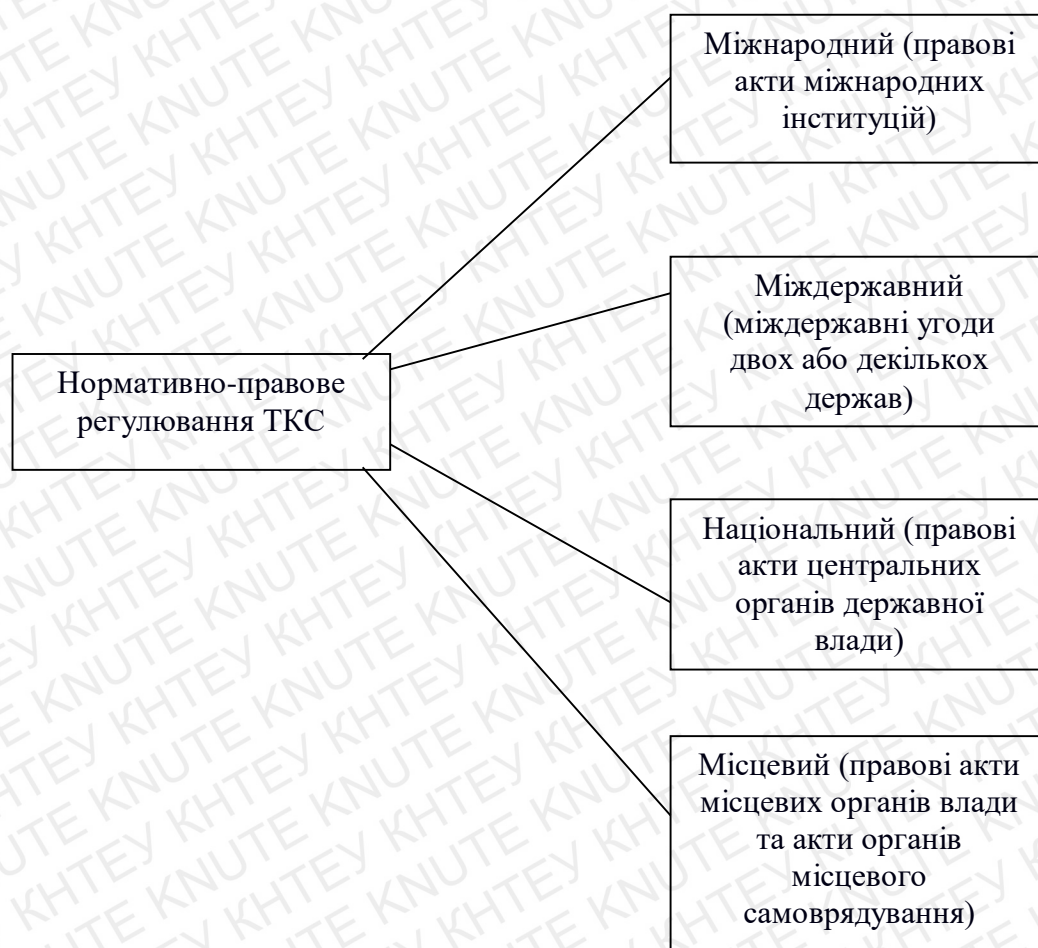 Міжнародний (правові
акти міжнародних
інституцій)
Міждержавний
(міждержавні угоди
двох або декількох
держав)
Нормативно-правове
регулювання ТКС
Національний (правові
акти центральних
органів державної
влади)
Місцевий (правові акти
місцевих органів влади
та акти органів
місцевого
самоврядування)